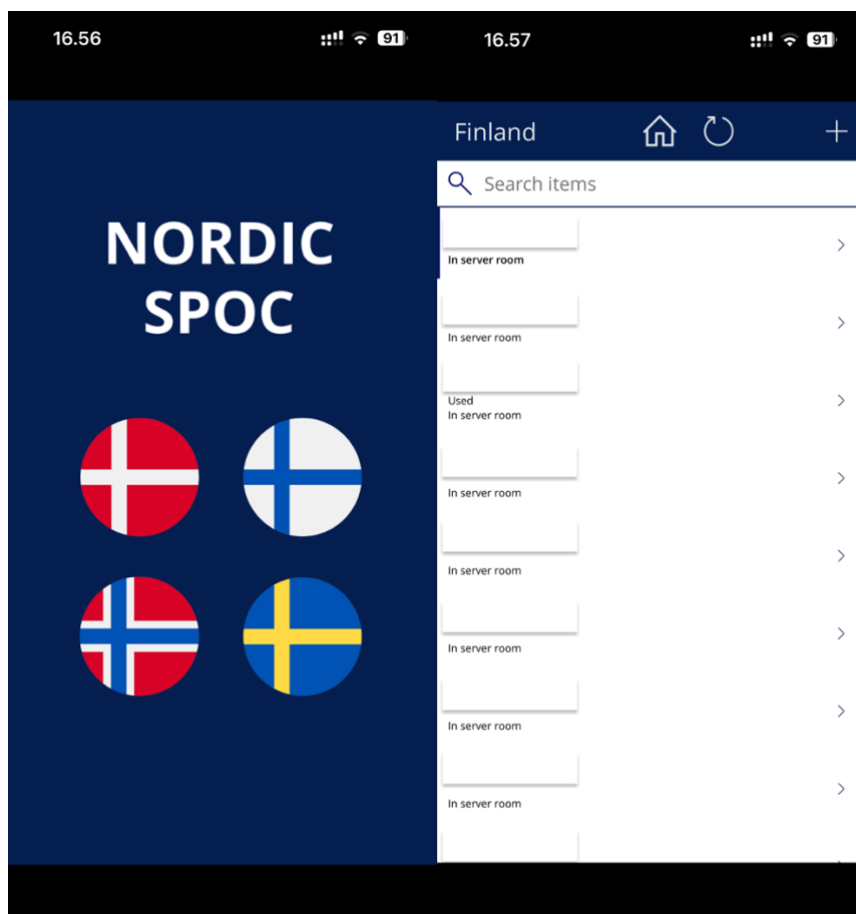 16.56
91
NORDIC
SPOC
16.57
91
Finland
Search items
In server room
In server room
Used
In server room
In server room
In server room
In server room
In server room
In server room